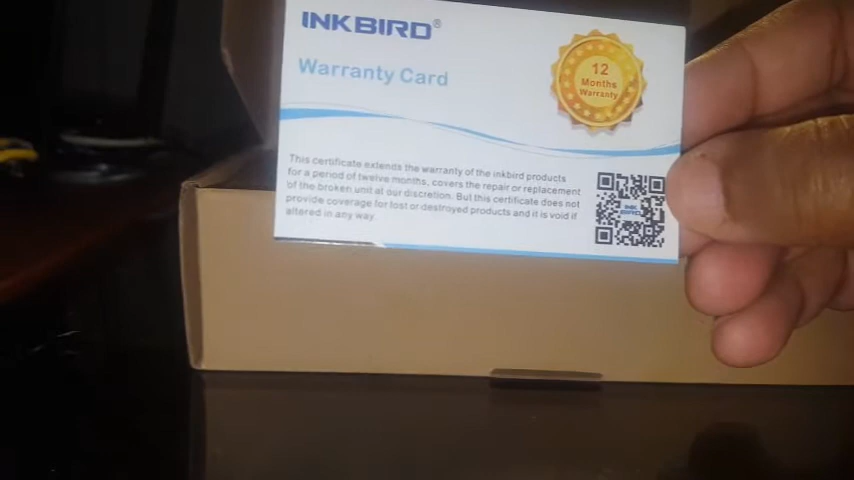 INKBIRD®
Warranty Card
12
Months
Warranty
This certificate extends the warranty of the inkbird products
for a period of twelve months, covers the repair or replacement
of the broken unit at our discretion. But this certificate does not
provide coverage for lost or destroyed products and it is void if
altered in any way.
INK
BIRD